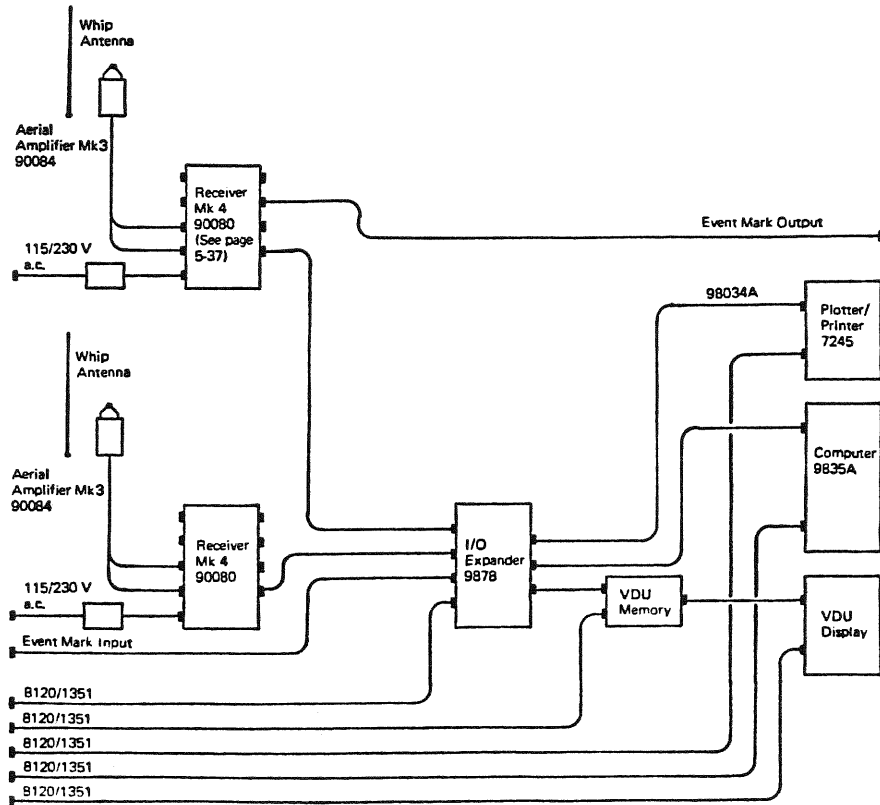 Whip
Antenna
Aerial
Amplifier Mk3
90084
Receiver
Mk 4
90080
(See page
5-37)
115/230 V
a.c.
Event Mark Output
98034A
Plotter/
Printer
7245
Whip
Antenna
Aerial
Amplifier Mk3
90084
Computer
9835A
Receiver
Mk 4
90080
I/O
Expander
9878
115/230 V
a.c.
VDU
Memory
VDU
Display
Event Mark Input
8120/1351
8120/1351
8120/1351
8120/1351
8120/1351